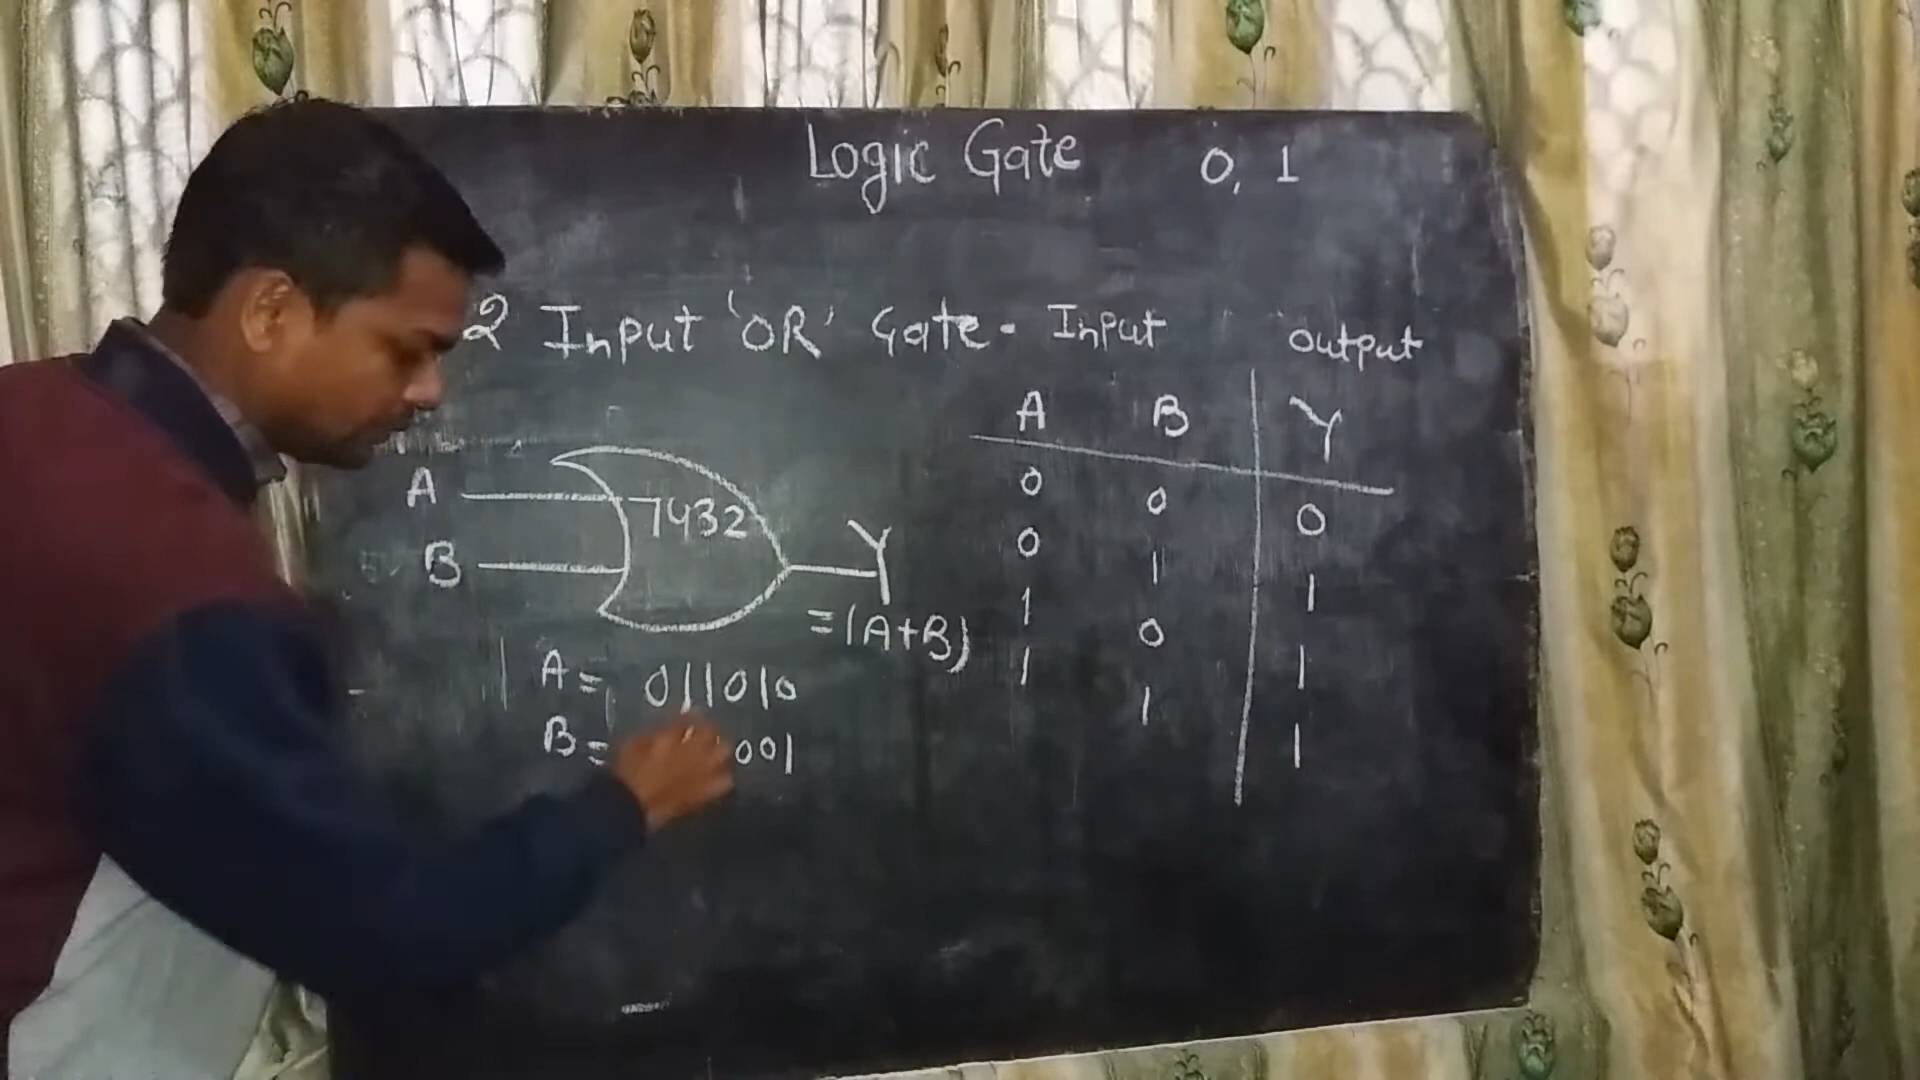 Logic Gate 0, 1
2 Input 'OR' Gate - Input Output
A B Y
0 0 0
0 1 1
1 0 1
1 1 1
A
B
7432
Y
=(A+B)
A = 011010
B = 001